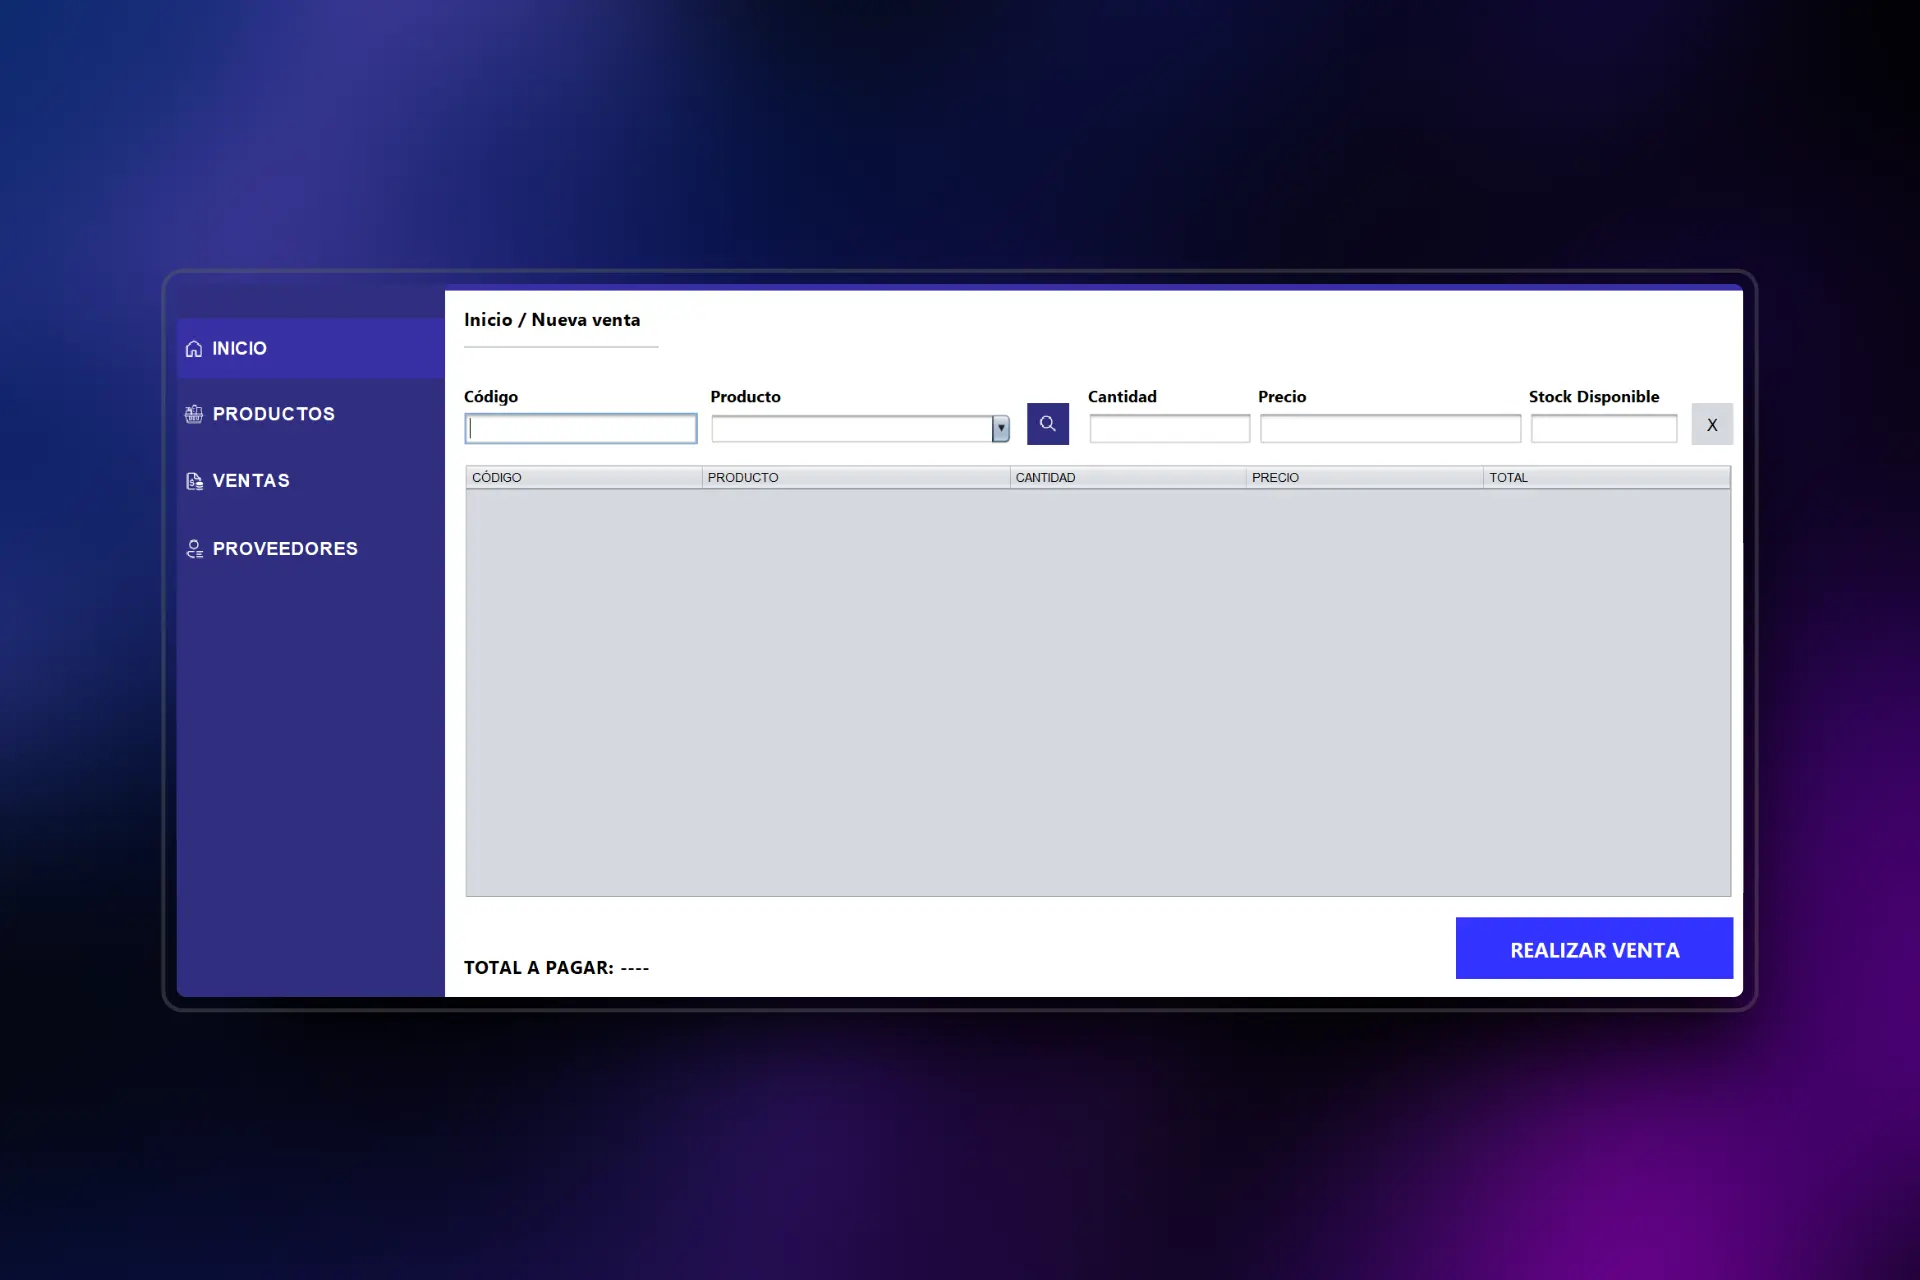 INICIO
PRODUCTOS
VENTAS
PROVEEDORES
Inicio / Nueva venta
Código Producto Cantidad Precio Stock Disponible
X
CÓDIGO PRODUCTO CANTIDAD PRECIO TOTAL
TOTAL A PAGAR: ----
REALIZAR VENTA